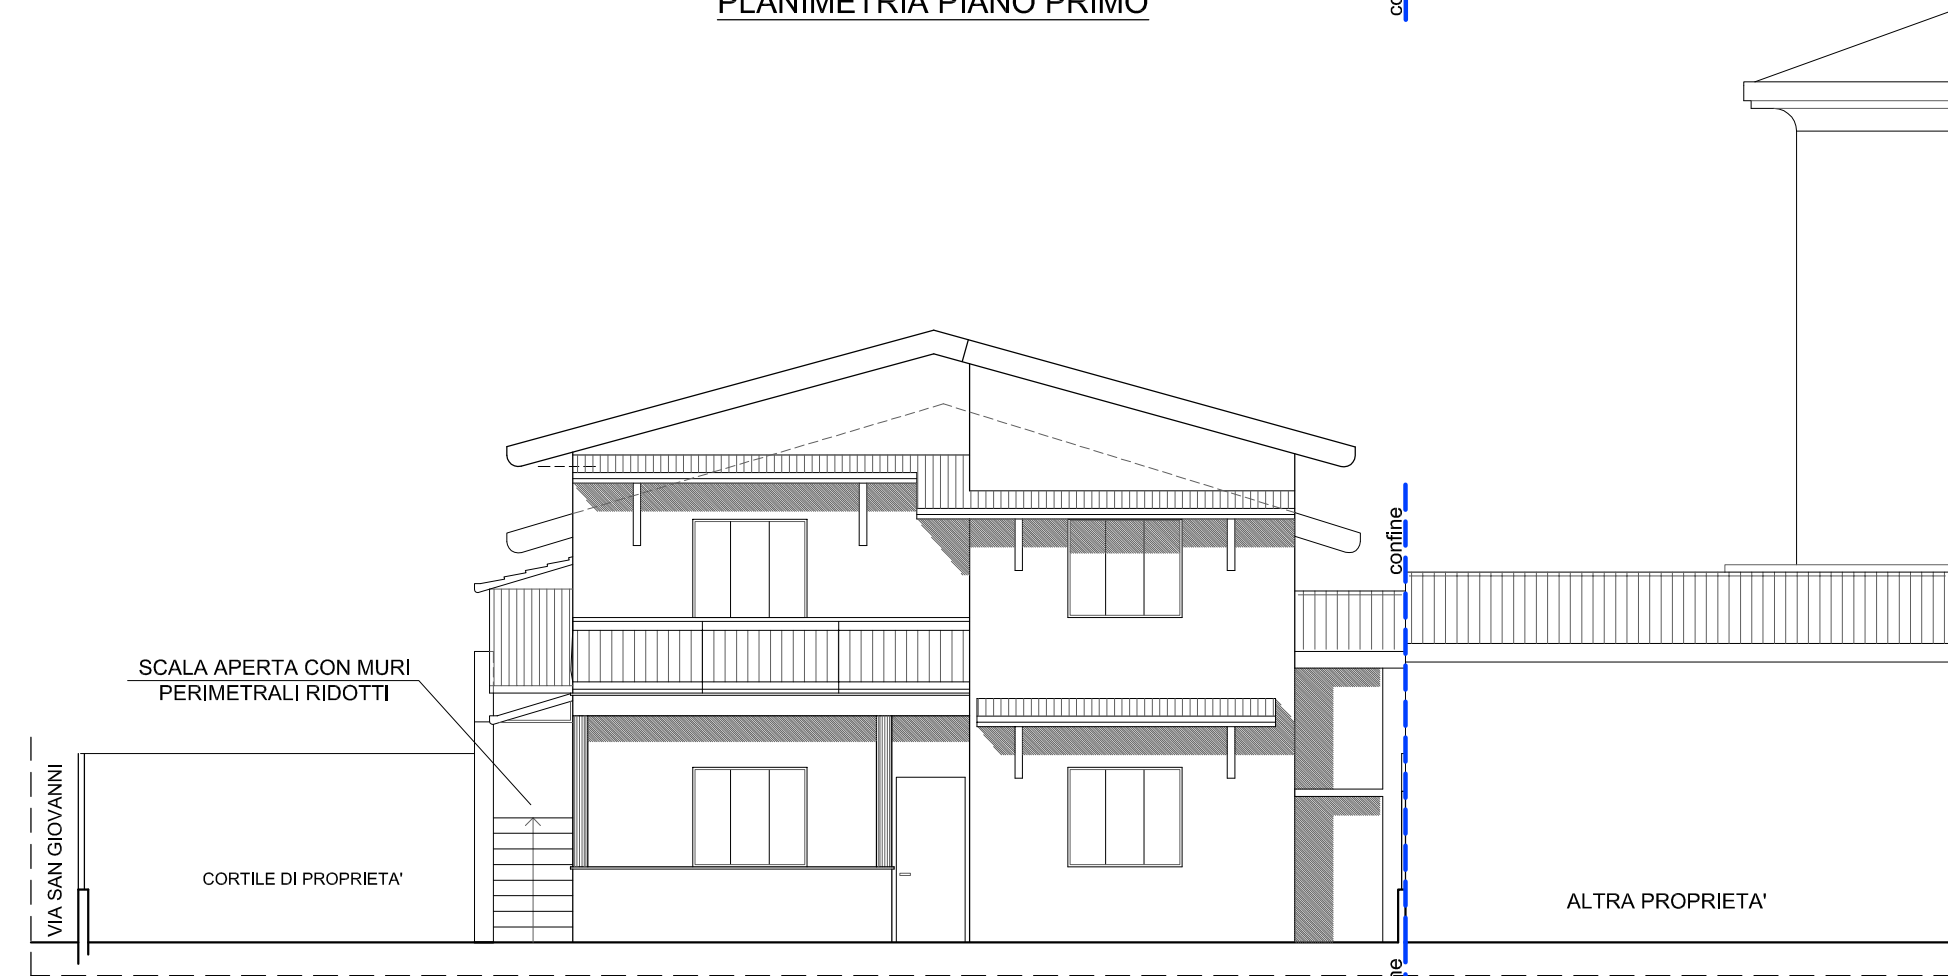 PLANIMETRIA PIANO PRIMO
confine
SCALA APERTA CON MURI
PERIMETRALI RIDOTTI
VIA SAN GIOVANNI
CORTILE DI PROPRIETA'
ALTRA PROPRIETA'